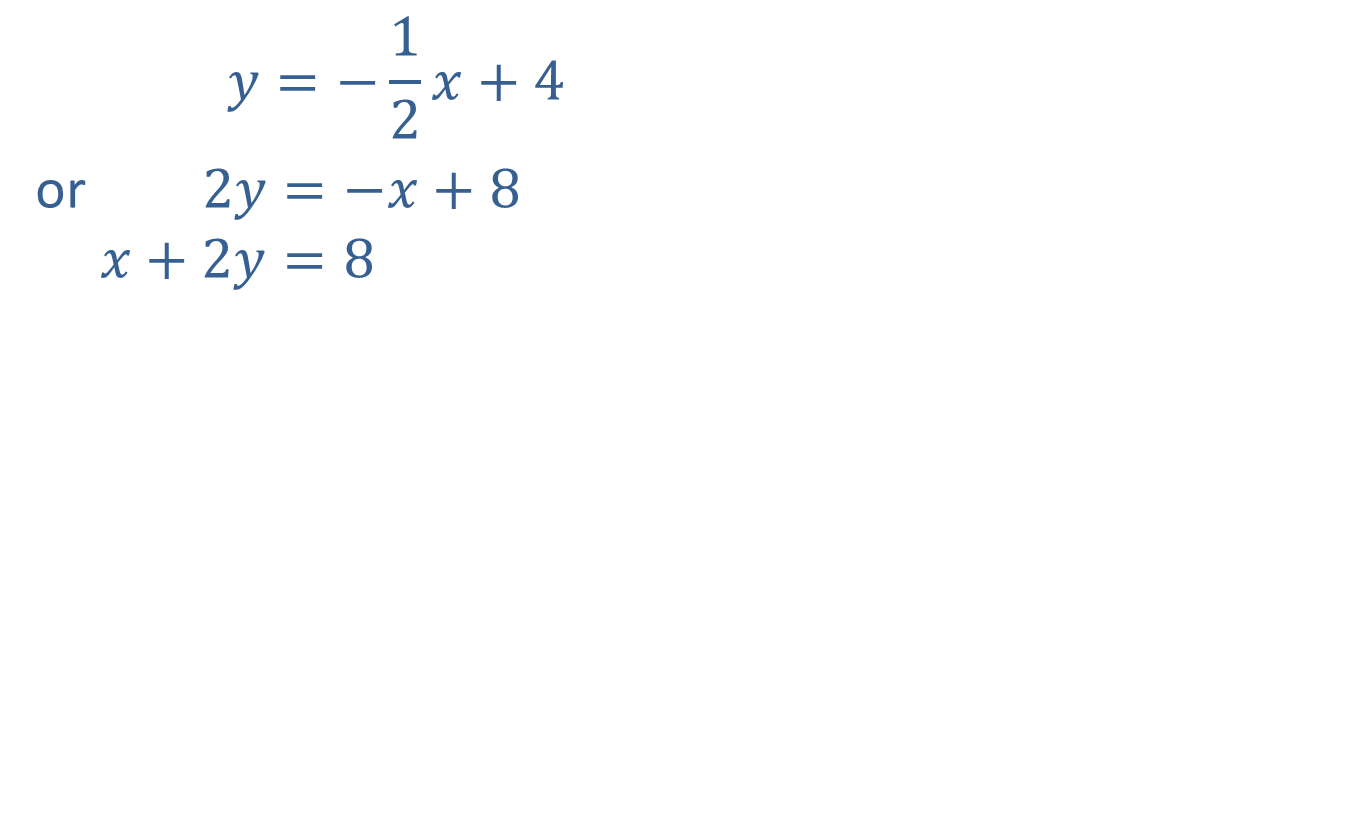 y = −1/2 x + 4
or 2y = −x + 8
x + 2y = 8